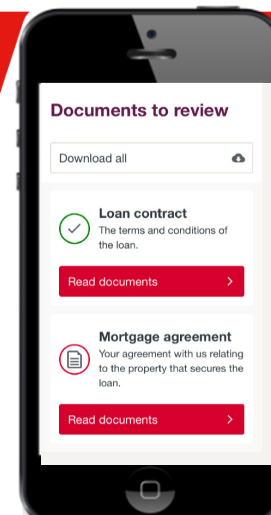 Documents to review
Download all
Loan contract
The terms and conditions of
the loan.
Read documents
Mortgage agreement
Your agreement with us relating
to the property that secures the
loan.
Read documents